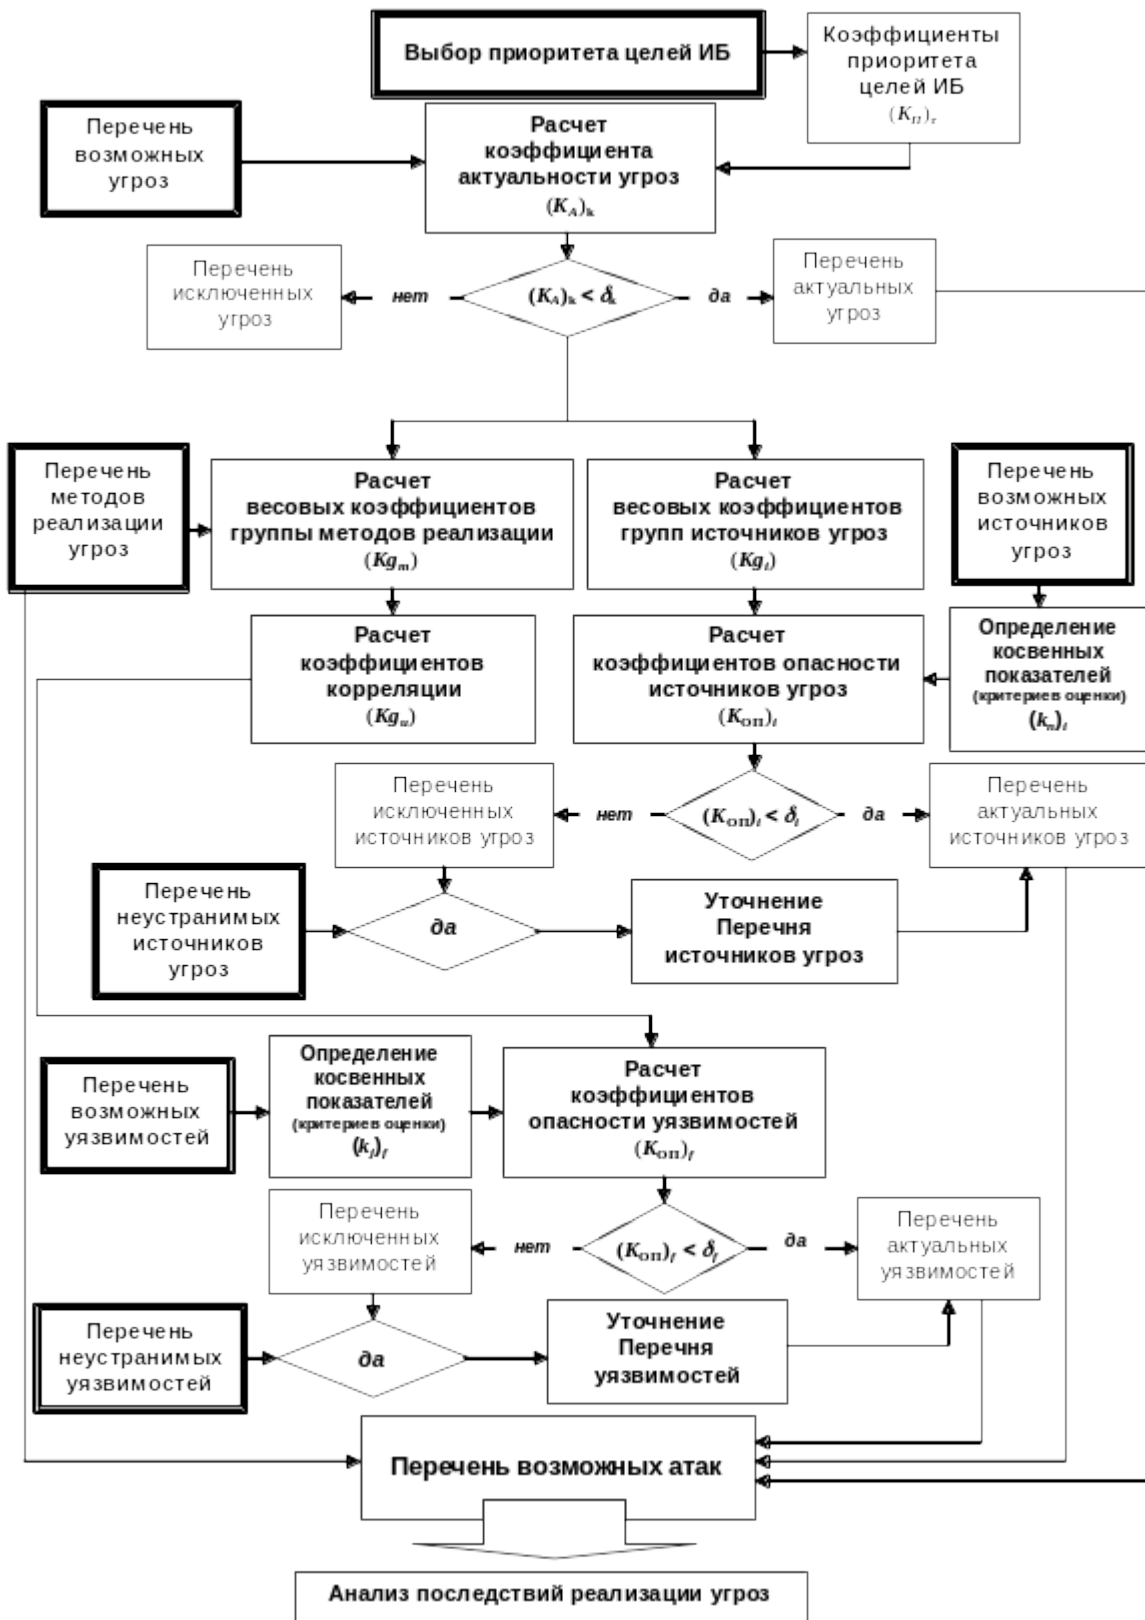 Выбор приоритета целей ИБ
Коэффициенты
приоритета
целей ИБ
(K_П)_r
Перечень
возможных
угроз
Расчет
коэффициента
актуальности угроз
(K_A)_k
Перечень
исключенных
угроз
нет
(K_A)_k < δ_k
да
Перечень
актуальных
угроз
Перечень
методов
реализации
угроз
Расчет
весовых коэффициентов
группы методов реализации
(Kg_m)
Расчет
весовых коэффициентов
групп источников угроз
(Kg_i)
Перечень
возможных
источников
угроз
Расчет
коэффициентов
корреляции
(Kg_u)
Расчет
коэффициентов опасности
источников угроз
(K_оп)_i
Определение
косвенных
показателей
(критериев оценки)
(k_n)_i
Перечень
исключенных
источников угроз
нет
(K_оп)_i < δ_i
да
Перечень
актуальных
источников угроз
Перечень
неустранимых
источников
угроз
да
Уточнение
Перечня
источников угроз
Перечень
возможных
уязвимостей
Определение
косвенных
показателей
(критериев оценки)
(k_j)_f
Расчет
коэффициентов
опасности уязвимостей
(K_оп)_f
Перечень
исключенных
уязвимостей
нет
(K_оп)_f < δ_f
да
Перечень
актуальных
уязвимостей
Перечень
неустранимых
уязвимостей
да
Уточнение
Перечня
уязвимостей
Перечень возможных атак
Анализ последствий реализации угроз